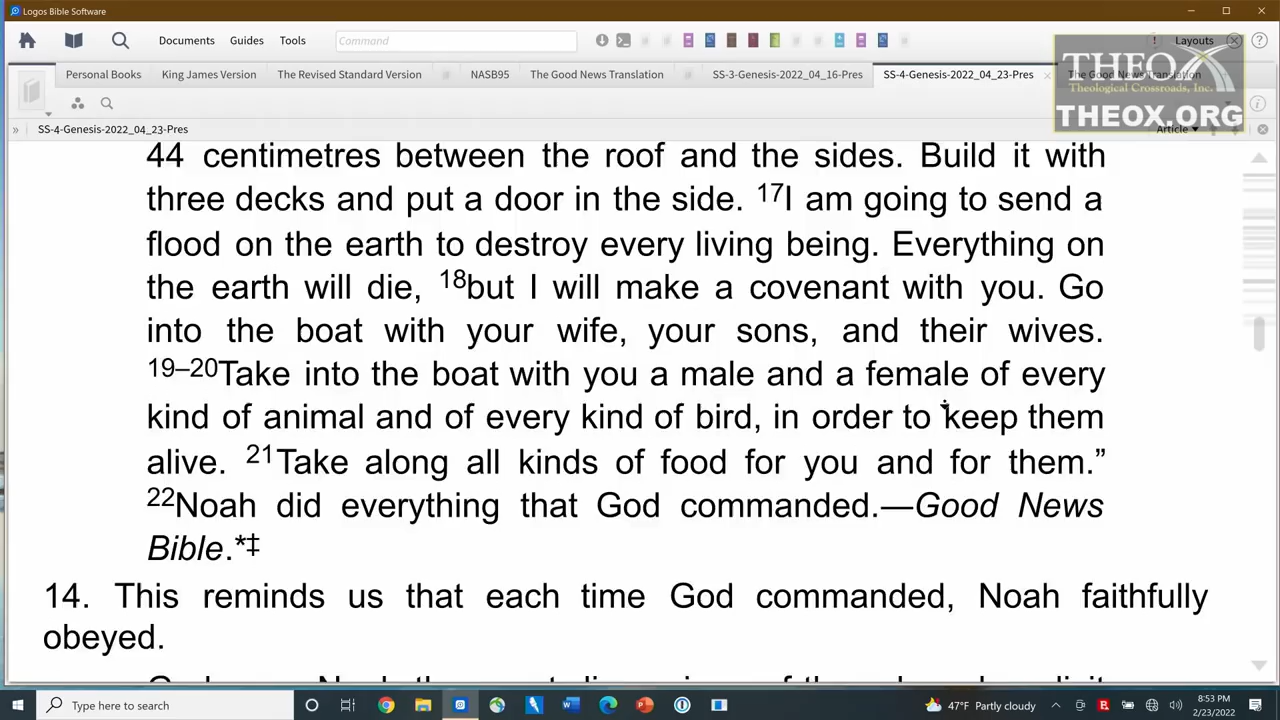 Logos Bible Software
Documents Guides Tools Command Layouts
Personal Books King James Version The Revised Standard Version NASB95 The Good News Translation SS-3-Genesis-2022_04_16-Pres SS-4-Genesis-2022_04_23-Pres The Good News Translation
THEOX
Theological Crossroads, Inc.
THEOX.ORG
SS-4-Genesis-2022_04_23-Pres Article
44 centimetres between the roof and the sides. Build it with
three decks and put a door in the side. 17I am going to send a
flood on the earth to destroy every living being. Everything on
the earth will die, 18but I will make a covenant with you. Go
into the boat with your wife, your sons, and their wives.
19–20Take into the boat with you a male and a female of every
kind of animal and of every kind of bird, in order to keep them
alive. 21Take along all kinds of food for you and for them.”
22Noah did everything that God commanded.—Good News
Bible.*‡
14. This reminds us that each time God commanded, Noah faithfully
obeyed.
Type here to search 47°F Partly cloudy 8:53 PM
2/23/2022